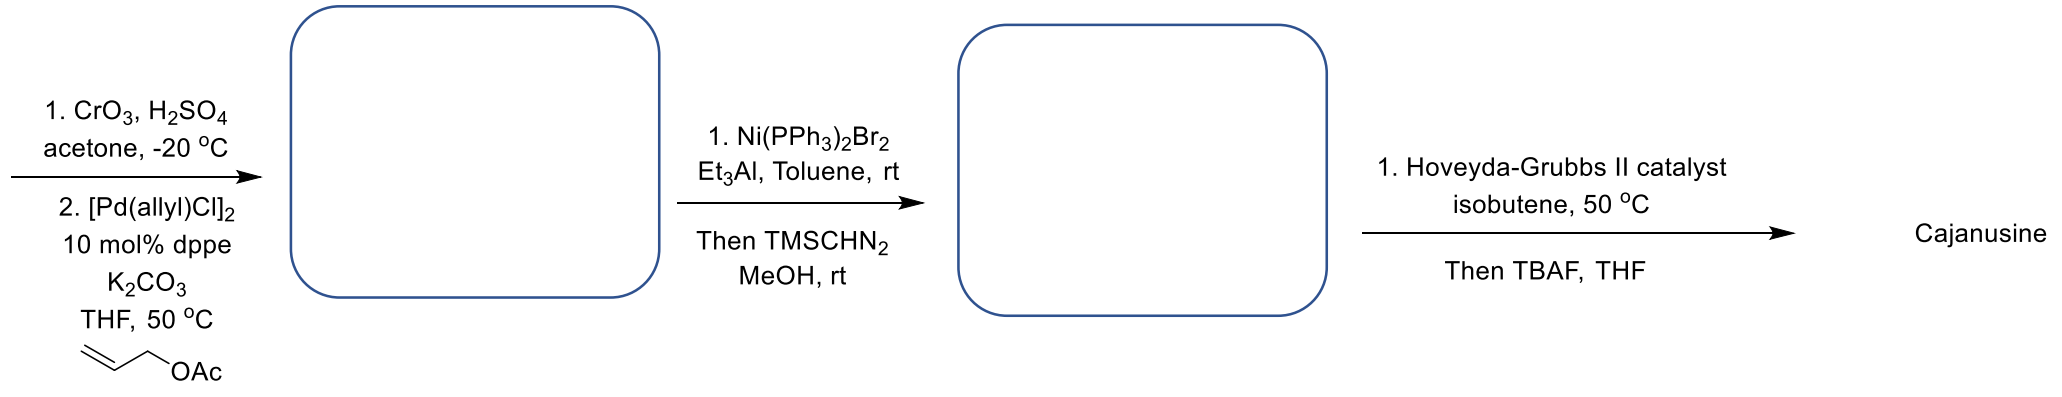 1. CrO₃, H₂SO₄
acetone, -20 ᵒC
2. [Pd(allyl)Cl]₂
10 mol% dppe
K₂CO₃
THF, 50 ᵒC
OAc
1. Ni(PPh₃)₂Br₂
Et₃Al, Toluene, rt
Then TMSCHN₂
MeOH, rt
1. Hoveyda-Grubbs II catalyst
isobutene, 50 ᵒC
Then TBAF, THF
Cajanusine